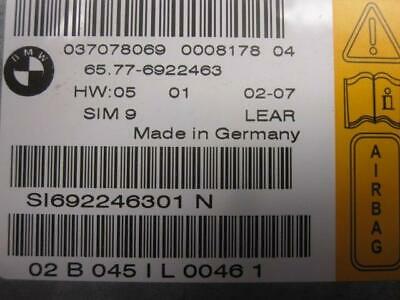 BMW
037078069 0008178 04
65.77-6922463
HW:05 01 02-07
SIM 9 LEAR
Made in Germany
SI692246301 N
02 B 045 I L 0046 1
i
AIRBAG